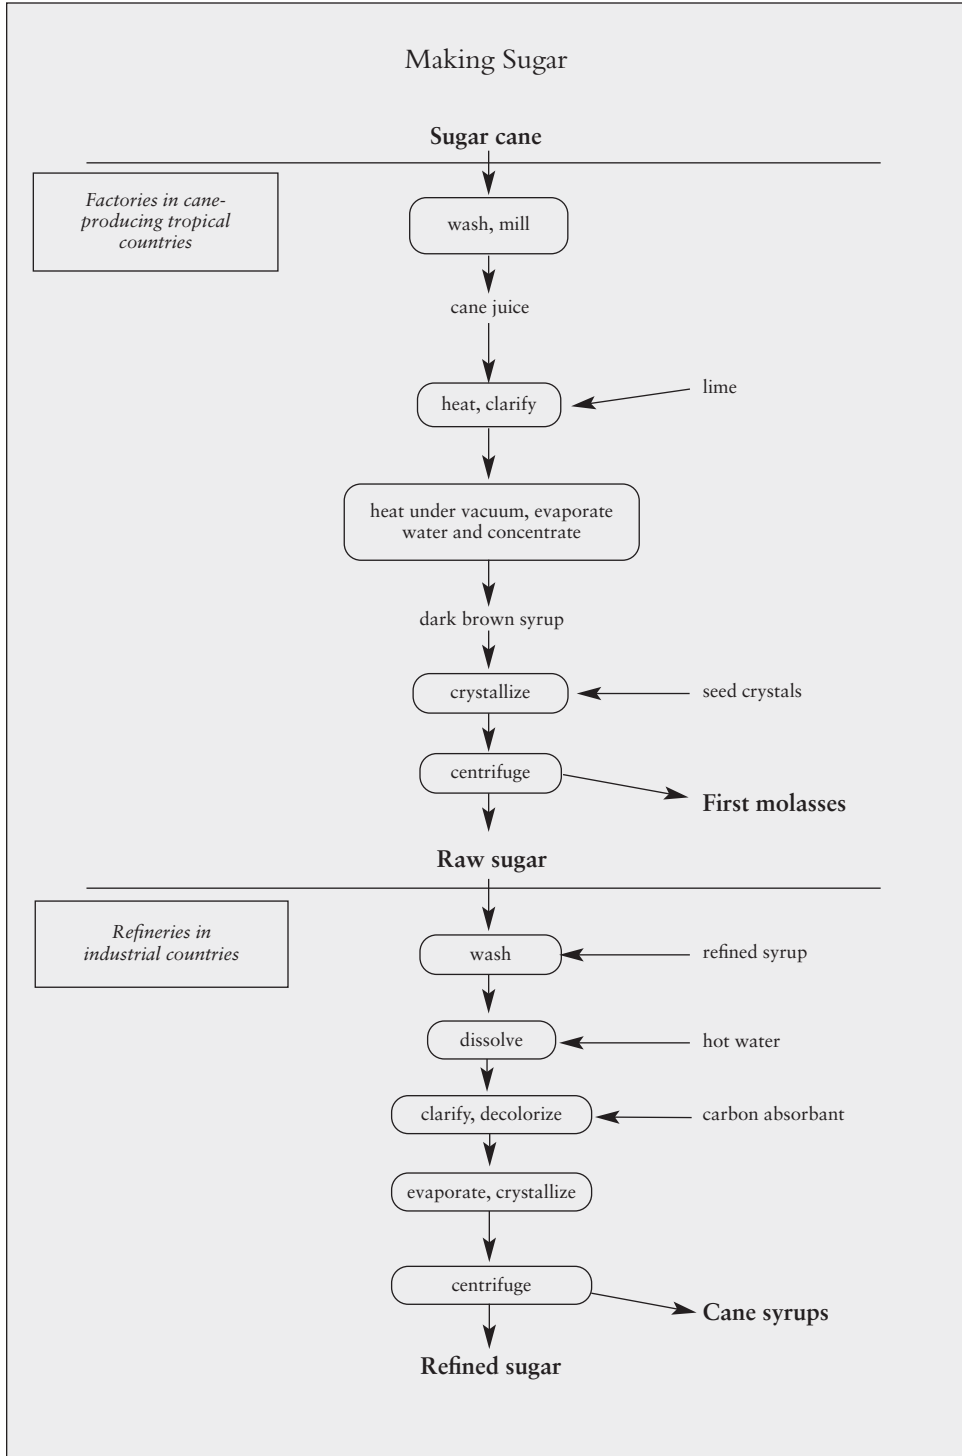 Making Sugar
Sugar cane
Factories in cane-
producing tropical
countries
wash, mill
cane juice
lime
heat, clarify
heat under vacuum, evaporate
water and concentrate
dark brown syrup
crystallize
seed crystals
centrifuge
First molasses
Raw sugar
Refineries in
industrial countries
wash
refined syrup
dissolve
hot water
clarify, decolorize
carbon absorbant
evaporate, crystallize
centrifuge
Cane syrups
Refined sugar